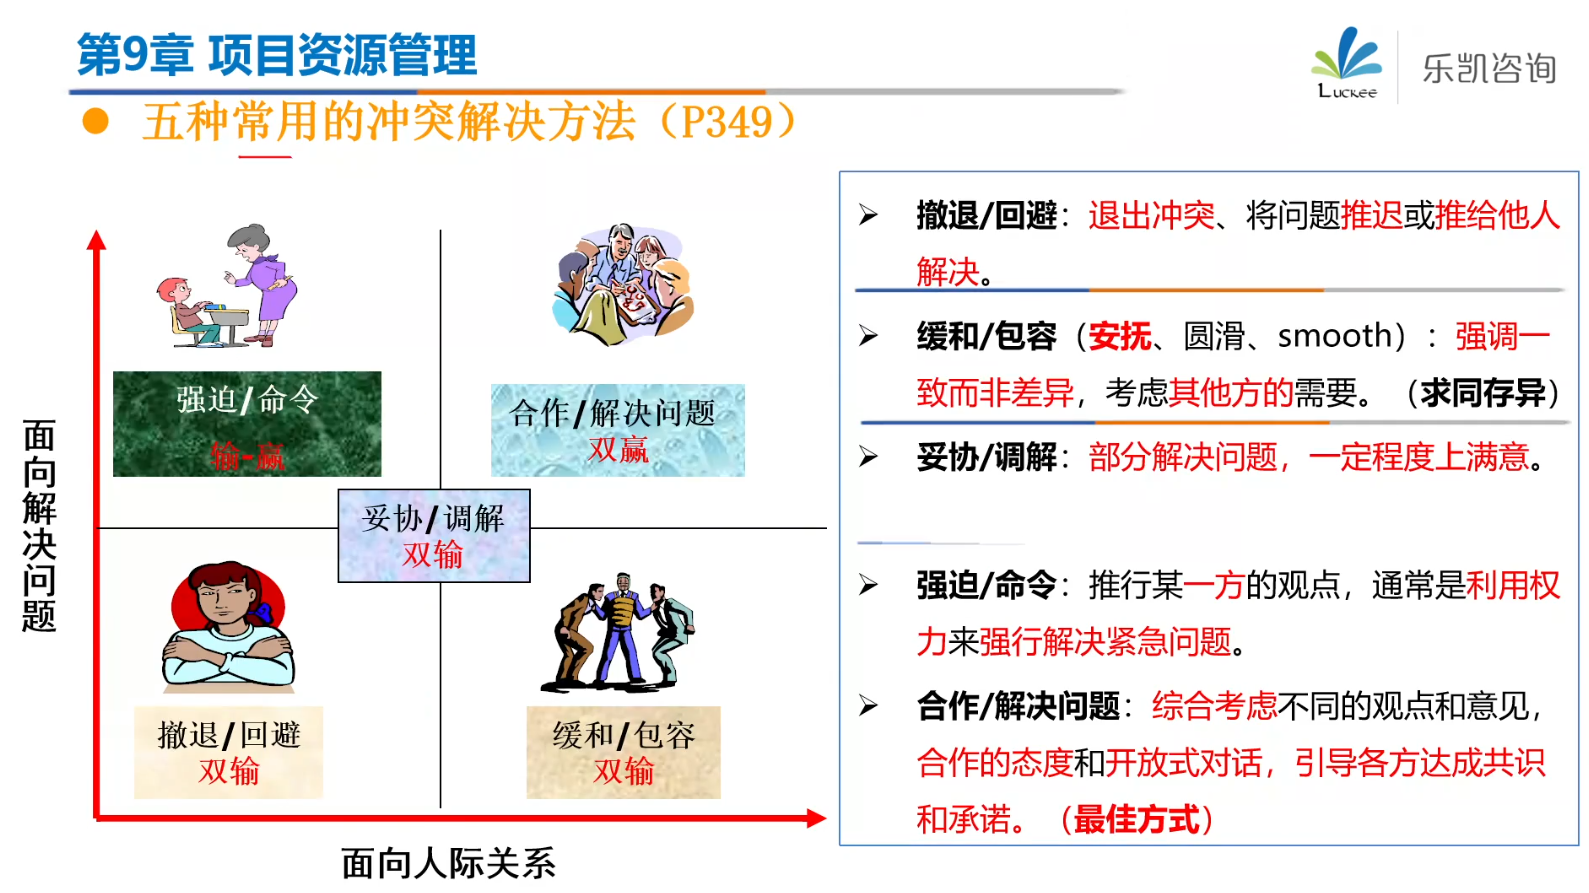 第9章 项目资源管理
Luckee
乐凯咨询
五种常用的冲突解决方法（P349）
面向解决问题
强迫/命令
输-赢
合作/解决问题
双赢
妥协/调解
双输
撤退/回避
双输
缓和/包容
双输
面向人际关系
撤退/回避：退出冲突、将问题推迟或推给他人
解决。
缓和/包容（安抚、圆滑、smooth）：强调一
致而非差异，考虑其他方的需要。（求同存异）
妥协/调解：部分解决问题，一定程度上满意。
强迫/命令：推行某一方的观点，通常是利用权
力来强行解决紧急问题。
合作/解决问题：综合考虑不同的观点和意见，
合作的态度和开放式对话，引导各方达成共识
和承诺。（最佳方式）